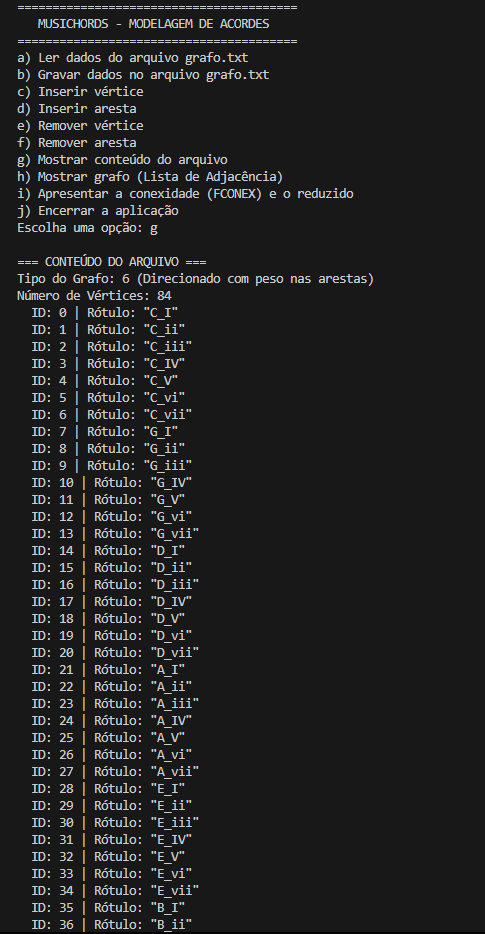 ========================================
MUSICHORDS - MODELAGEM DE ACORDES
========================================
a) Ler dados do arquivo grafo.txt
b) Gravar dados no arquivo grafo.txt
c) Inserir vértice
d) Inserir aresta
e) Remover vértice
f) Remover aresta
g) Mostrar conteúdo do arquivo
h) Mostrar grafo (Lista de Adjacência)
i) Apresentar a conexidade (FCONEX) e o reduzido
j) Encerrar a aplicação
Escolha uma opção: g
=== CONTEÚDO DO ARQUIVO ===
Tipo do Grafo: 6 (Direcionado com peso nas arestas)
Número de Vértices: 84
ID: 0 | Rótulo: "C_I"
ID: 1 | Rótulo: "C_ii"
ID: 2 | Rótulo: "C_iii"
ID: 3 | Rótulo: "C_IV"
ID: 4 | Rótulo: "C_V"
ID: 5 | Rótulo: "C_vi"
ID: 6 | Rótulo: "C_vii"
ID: 7 | Rótulo: "G_I"
ID: 8 | Rótulo: "G_ii"
ID: 9 | Rótulo: "G_iii"
ID: 10 | Rótulo: "G_IV"
ID: 11 | Rótulo: "G_V"
ID: 12 | Rótulo: "G_vi"
ID: 13 | Rótulo: "G_vii"
ID: 14 | Rótulo: "D_I"
ID: 15 | Rótulo: "D_ii"
ID: 16 | Rótulo: "D_iii"
ID: 17 | Rótulo: "D_IV"
ID: 18 | Rótulo: "D_V"
ID: 19 | Rótulo: "D_vi"
ID: 20 | Rótulo: "D_vii"
ID: 21 | Rótulo: "A_I"
ID: 22 | Rótulo: "A_ii"
ID: 23 | Rótulo: "A_iii"
ID: 24 | Rótulo: "A_IV"
ID: 25 | Rótulo: "A_V"
ID: 26 | Rótulo: "A_vi"
ID: 27 | Rótulo: "A_vii"
ID: 28 | Rótulo: "E_I"
ID: 29 | Rótulo: "E_ii"
ID: 30 | Rótulo: "E_iii"
ID: 31 | Rótulo: "E_IV"
ID: 32 | Rótulo: "E_V"
ID: 33 | Rótulo: "E_vi"
ID: 34 | Rótulo: "E_vii"
ID: 35 | Rótulo: "B_I"
ID: 36 | Rótulo: "B_ii"